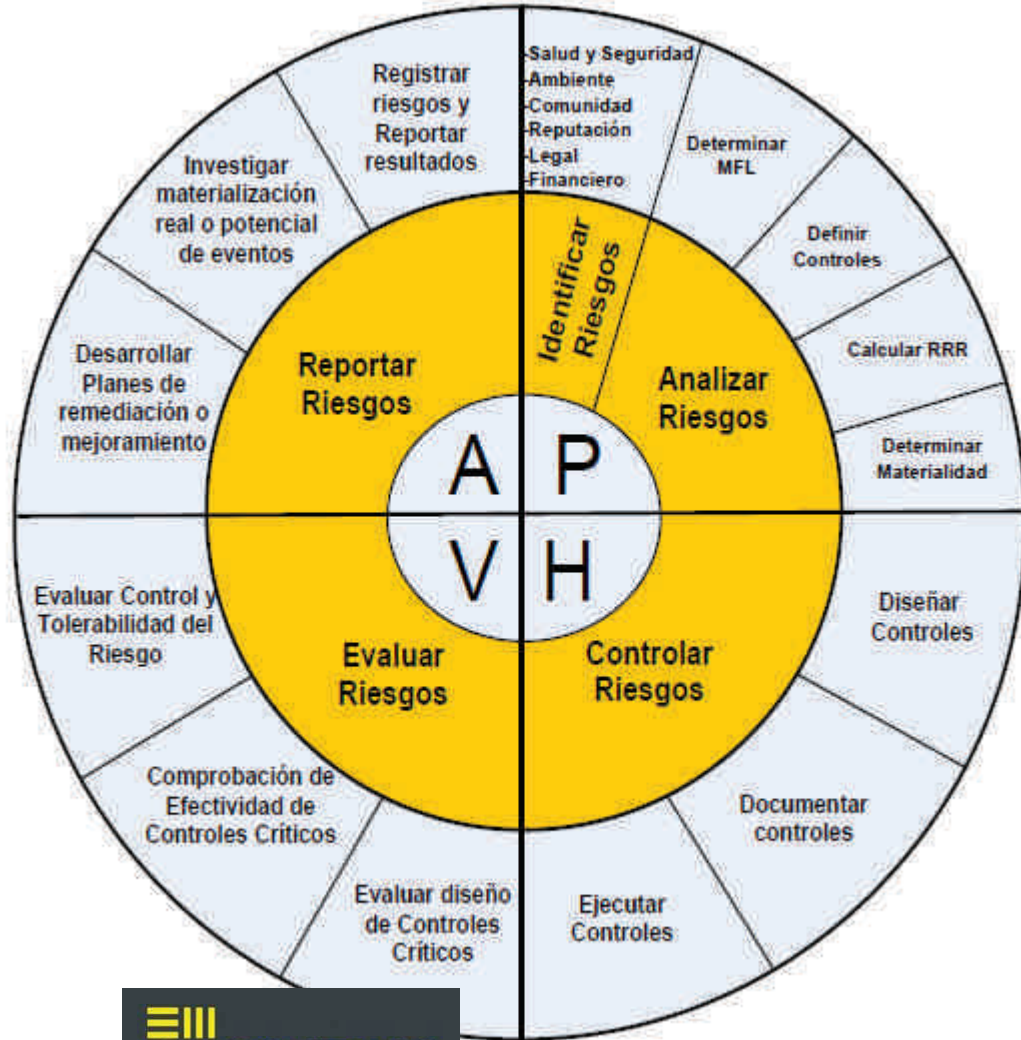 -Salud y Seguridad
-Ambiente
-Comunidad
-Reputación
-Legal
-Financiero
Determinar
MFL
Definir
Controles
Calcular RRR
Determinar
Materialidad
Diseñar
Controles
Documentar
controles
Ejecutar
Controles
Evaluar diseño
de Controles
Críticos
Comprobación de
Efectividad de
Controles Críticos
Evaluar Control y
Tolerabilidad del
Riesgo
Desarrollar
Planes de
remediación o
mejoramiento
Investigar
materialización
real o potencial
de eventos
Registrar
riesgos y
Reportar
resultados
Identificar
Riesgos
Analizar
Riesgos
Controlar
Riesgos
Evaluar
Riesgos
Reportar
Riesgos
A P
V H